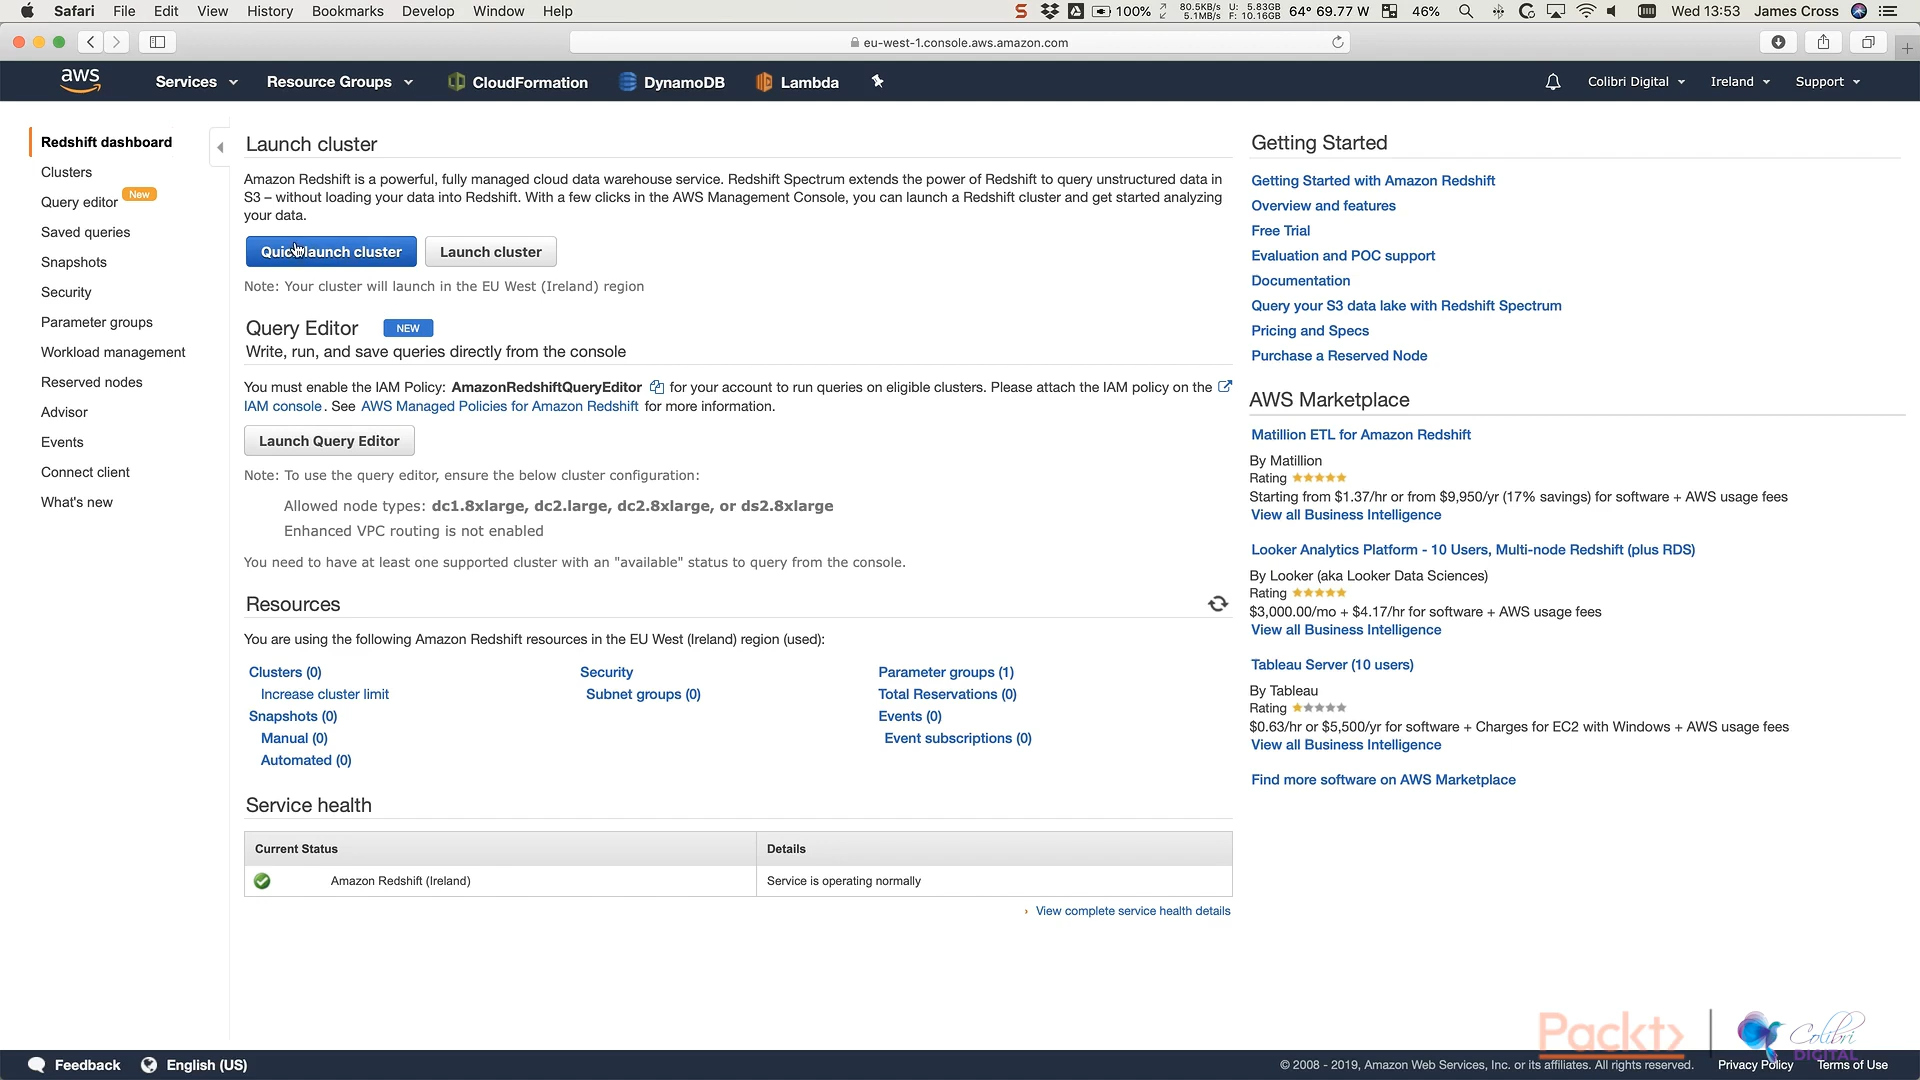 Safari File Edit View History Bookmarks Develop Window Help
S 100% 80.5KB/s 5.1MB/s U: 5.83GB F: 10.16GB 64° 69.77 W 46% Wed 13:53 James Cross
eu-west-1.console.aws.amazon.com
aws Services Resource Groups CloudFormation DynamoDB Lambda Colibri Digital Ireland Support
Redshift dashboard
Clusters
Query editor New
Saved queries
Snapshots
Security
Parameter groups
Workload management
Reserved nodes
Advisor
Events
Connect client
What's new
Launch cluster
Amazon Redshift is a powerful, fully managed cloud data warehouse service. Redshift Spectrum extends the power of Redshift to query unstructured data in
S3 – without loading your data into Redshift. With a few clicks in the AWS Management Console, you can launch a Redshift cluster and get started analyzing
your data.
Quick launch cluster Launch cluster
Note: Your cluster will launch in the EU West (Ireland) region
Query Editor NEW
Write, run, and save queries directly from the console
You must enable the IAM Policy: AmazonRedshiftQueryEditor for your account to run queries on eligible clusters. Please attach the IAM policy on the
IAM console. See AWS Managed Policies for Amazon Redshift for more information.
Launch Query Editor
Note: To use the query editor, ensure the below cluster configuration:
Allowed node types: dc1.8xlarge, dc2.large, dc2.8xlarge, or ds2.8xlarge
Enhanced VPC routing is not enabled
You need to have at least one supported cluster with an "available" status to query from the console.
Resources
You are using the following Amazon Redshift resources in the EU West (Ireland) region (used):
Clusters (0) Security Parameter groups (1)
Increase cluster limit Subnet groups (0) Total Reservations (0)
Snapshots (0) Events (0)
Manual (0) Event subscriptions (0)
Automated (0)
Service health
Current Status Details
Amazon Redshift (Ireland) Service is operating normally
› View complete service health details
Getting Started
Getting Started with Amazon Redshift
Overview and features
Free Trial
Evaluation and POC support
Documentation
Query your S3 data lake with Redshift Spectrum
Pricing and Specs
Purchase a Reserved Node
AWS Marketplace
Matillion ETL for Amazon Redshift
By Matillion
Rating
Starting from $1.37/hr or from $9,950/yr (17% savings) for software + AWS usage fees
View all Business Intelligence
Looker Analytics Platform - 10 Users, Multi-node Redshift (plus RDS)
By Looker (aka Looker Data Sciences)
Rating
$3,000.00/mo + $4.17/hr for software + AWS usage fees
View all Business Intelligence
Tableau Server (10 users)
By Tableau
Rating
$0.63/hr or $5,500/yr for software + Charges for EC2 with Windows + AWS usage fees
View all Business Intelligence
Find more software on AWS Marketplace
Packt> Colibri
DIGITAL
Feedback English (US) © 2008 - 2019, Amazon Web Services, Inc. or its affiliates. All rights reserved. Privacy Policy Terms of Use